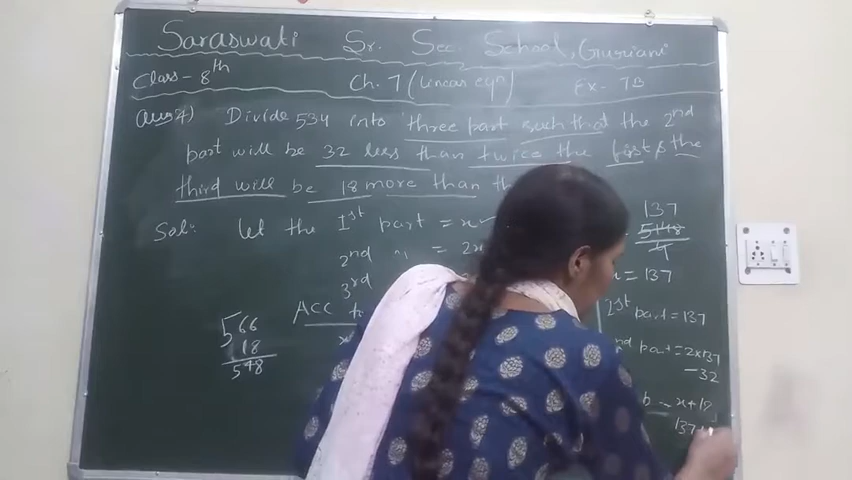 Saraswati Sr. Sec. School, Guriani
Class- 8th Ch. 7 (Linear eqn) Ex- 7B
Ans 7) Divide 534 into three part such that the 2nd
part will be 32 less than twice the first & the
third will be 18 more than
Sol: Let the 1st part = x
2nd " = 2x
3rd
Acc
566
18
548
137
548
4
= 137
1st part = 137
part = 2x137
-32
x+18
137